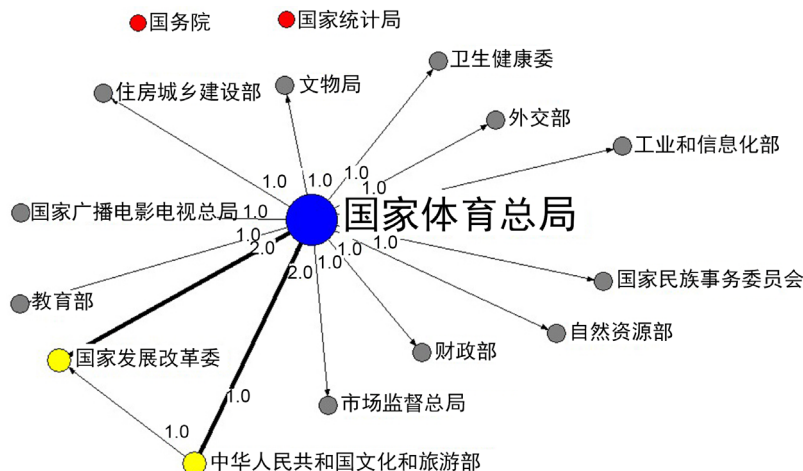 国务院
国家统计局
卫生健康委
住房城乡建设部
文物局
外交部
工业和信息化部
1.0
1.0
1.0
1.0
国家广播电影电视总局
1.0
国家体育总局
1.0
2.0
2.0
1.0
1.0
1.0
国家民族事务委员会
教育部
自然资源部
国家发展改革委
财政部
1.0
市场监督总局
1.0
中华人民共和国文化和旅游部